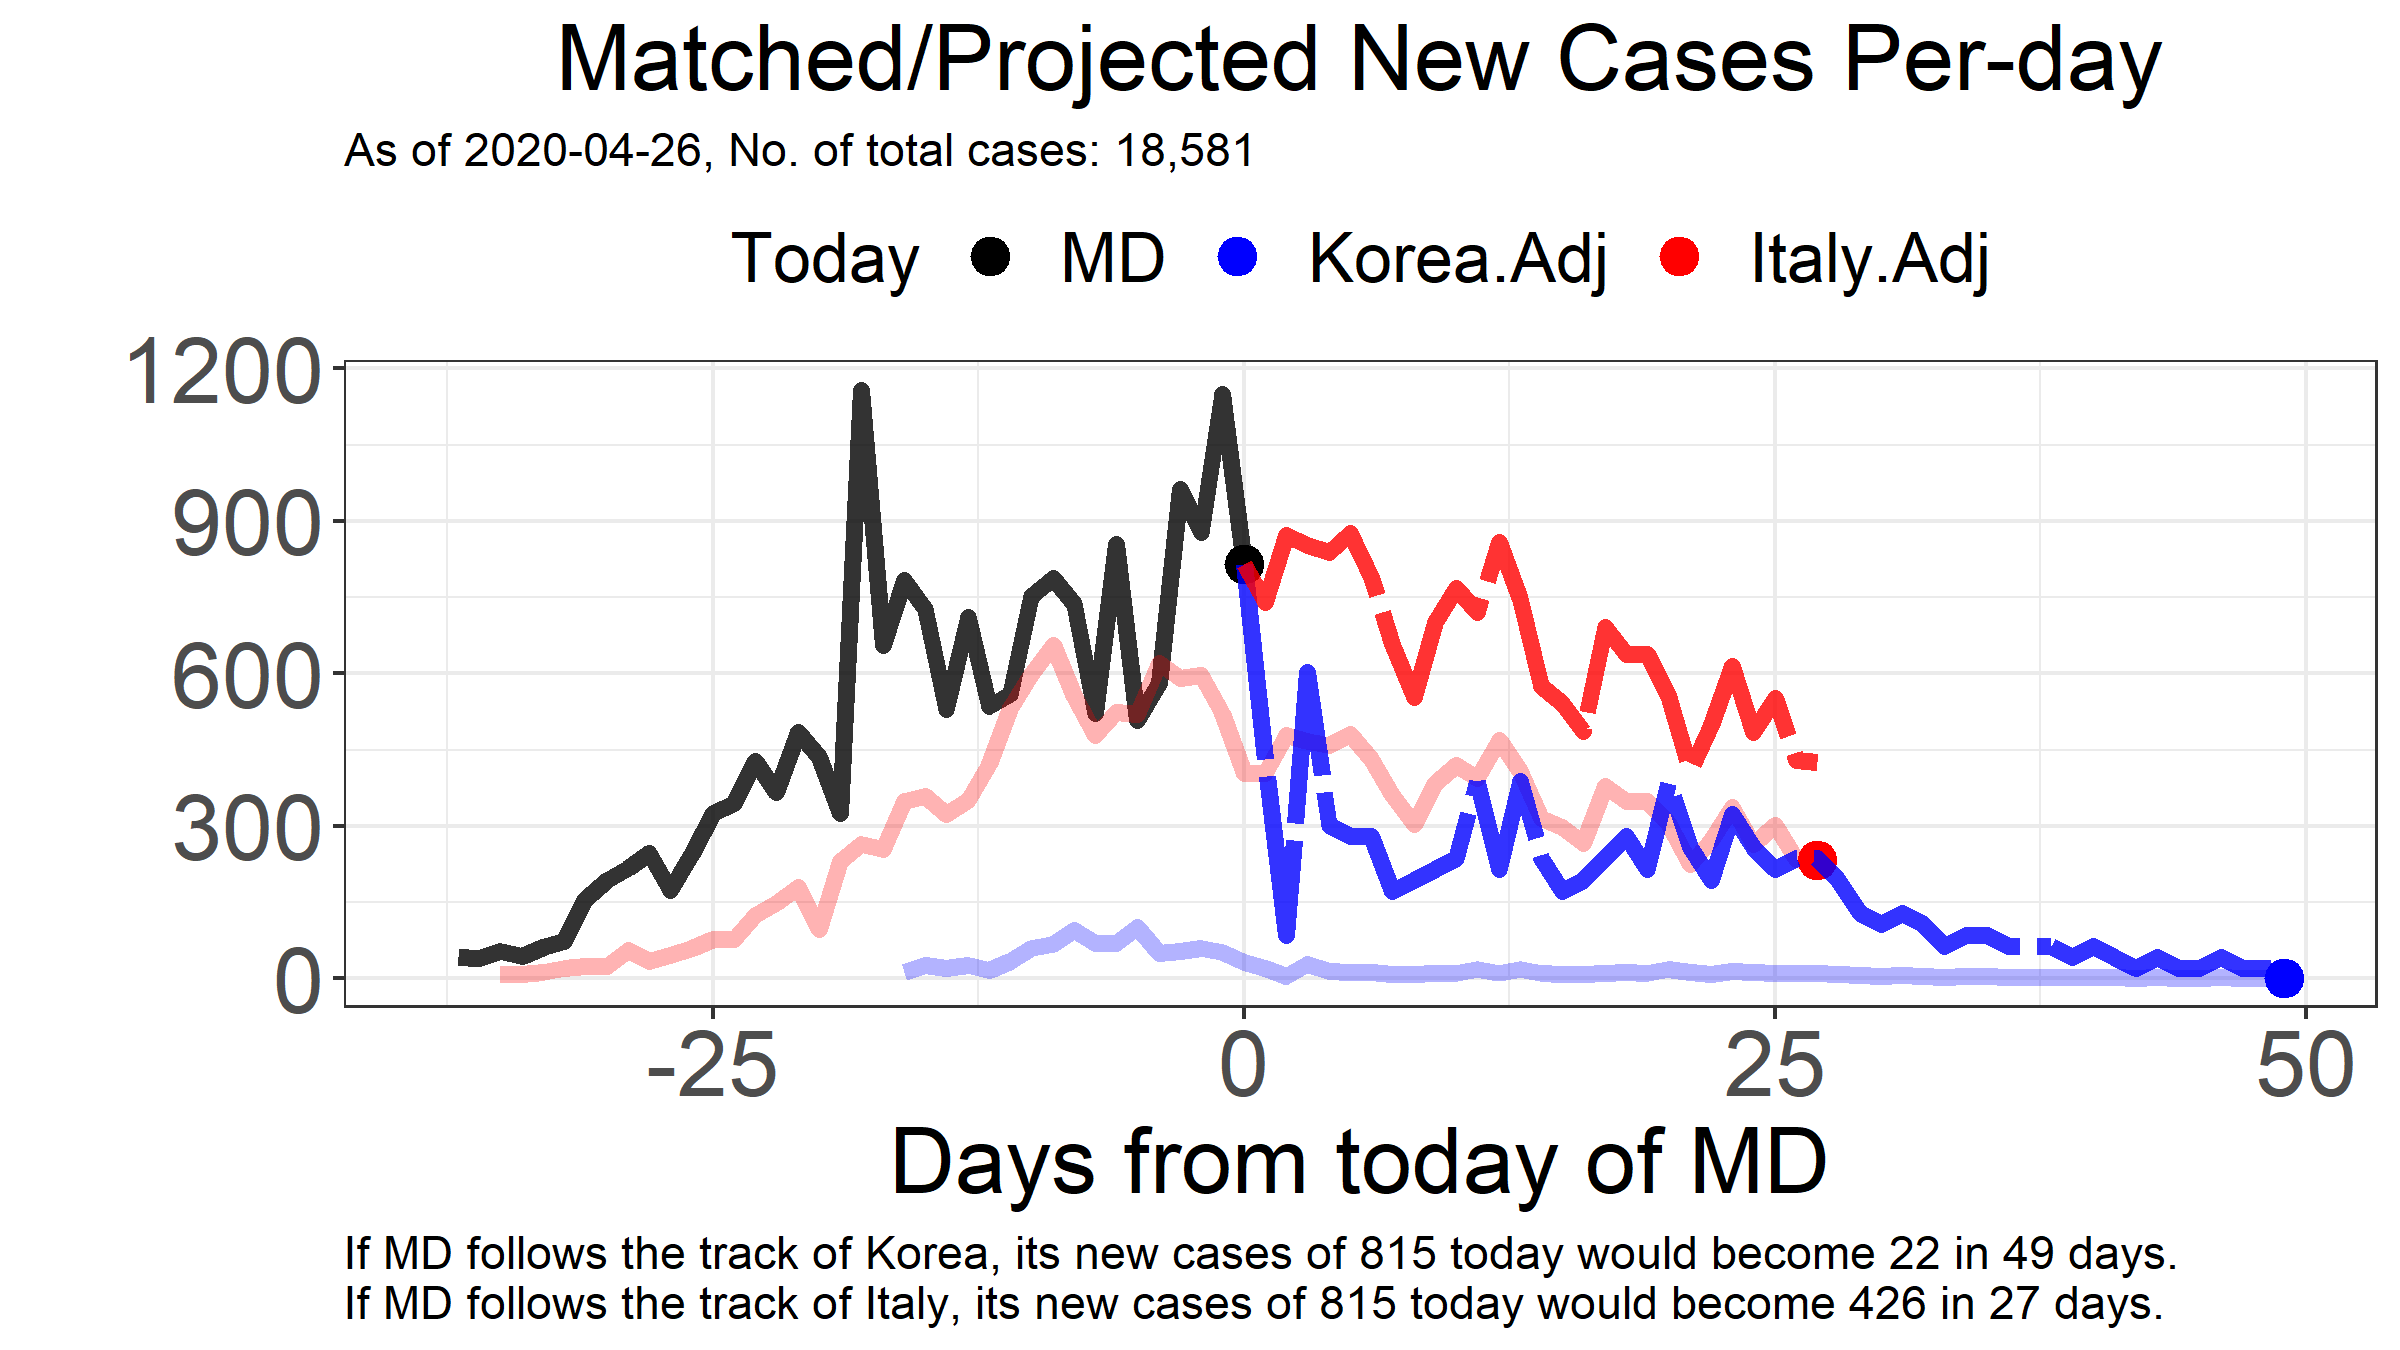 Matched/Projected New Cases Per-day
As of 2020-04-26, No. of total cases: 18,581
Today MD Korea.Adj Italy.Adj
1200
900
600
300
0
-25 0 25 50
Days from today of MD
If MD follows the track of Korea, its new cases of 815 today would become 22 in 49 days.
If MD follows the track of Italy, its new cases of 815 today would become 426 in 27 days.